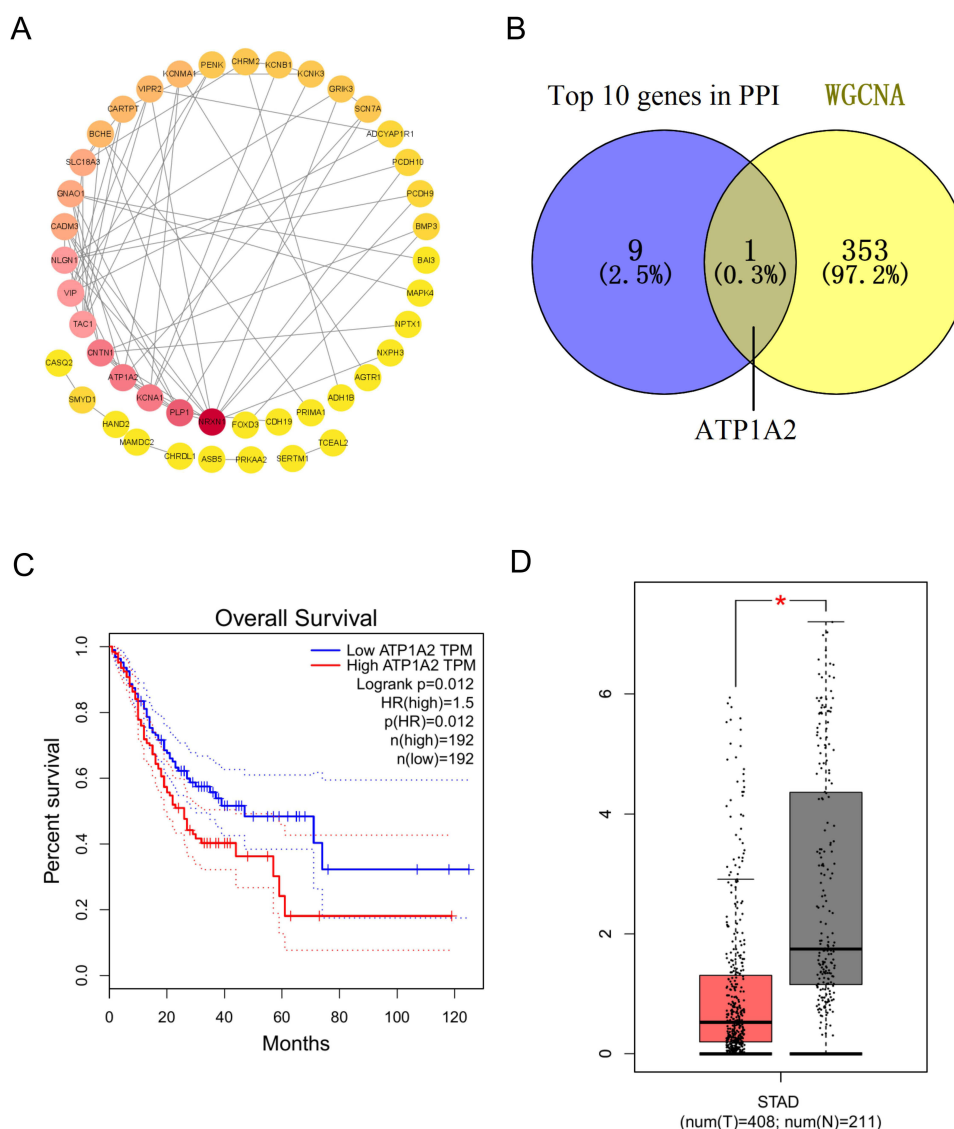 A
PENK
CHRM2
KCNB1
KCNK3
KCNMA1
VIPR2
GRIK3
CARTPT
SCN7A
BCHE
ADCYAP1R1
SLC18A3
PCDH10
GNAO1
PCDH9
CADM3
BMP3
NLGN1
BAI3
VIP
MAPK4
TAC1
NPTX1
CNTN1
NXPH3
CASQ2
ATP1A2
AGTR1
SMYD1
KCNA1
ADH1B
HAND2
PLP1
NRXN1
FOXD3
CDH19
PRIMA1
MAMDC2
TCEAL2
CHRDL1
ASB5
PRKAA2
SERTM1
B
Top 10 genes in PPI
WGCNA
9
(2.5%)
1
(0.3%)
353
(97.2%)
ATP1A2
C
Overall Survival
Low ATP1A2 TPM
High ATP1A2 TPM
Logrank p=0.012
HR(high)=1.5
p(HR)=0.012
n(high)=192
n(low)=192
Percent survival
1.0
0.8
0.6
0.4
0.2
0.0
0 20 40 60 80 100 120
Months
D
*
6
4
2
0
STAD
(num(T)=408; num(N)=211)